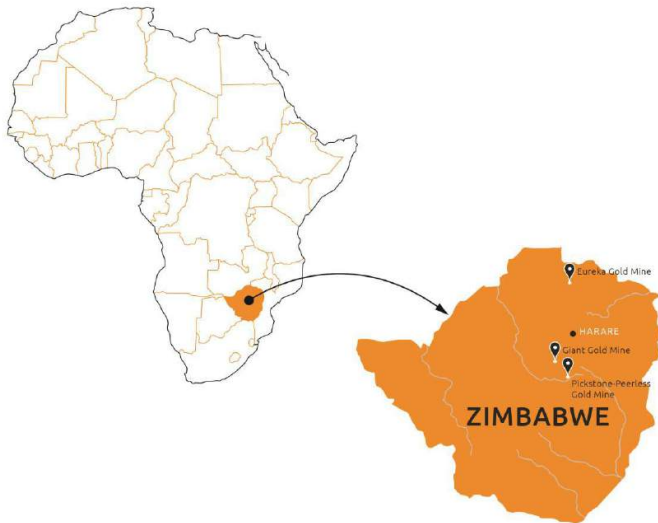 Eureka Gold Mine
HARARE
Giant Gold Mine
Pickstone-Peerless
Gold Mine
ZIMBABWE